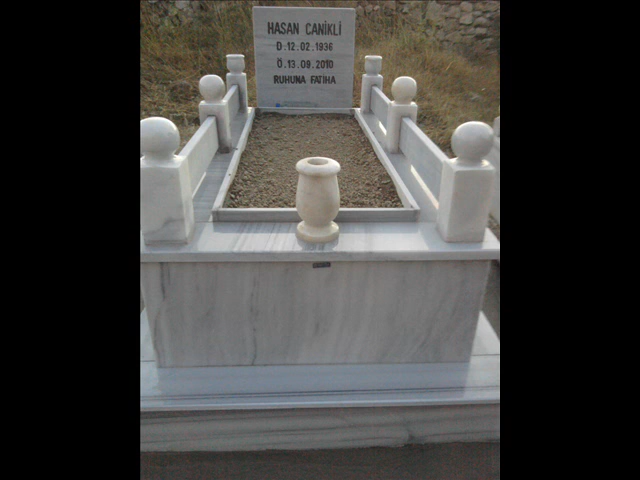 HASAN CANİKLİ
D.12.02.1936
Ö.13.09.2010
RUHUNA FATİHA